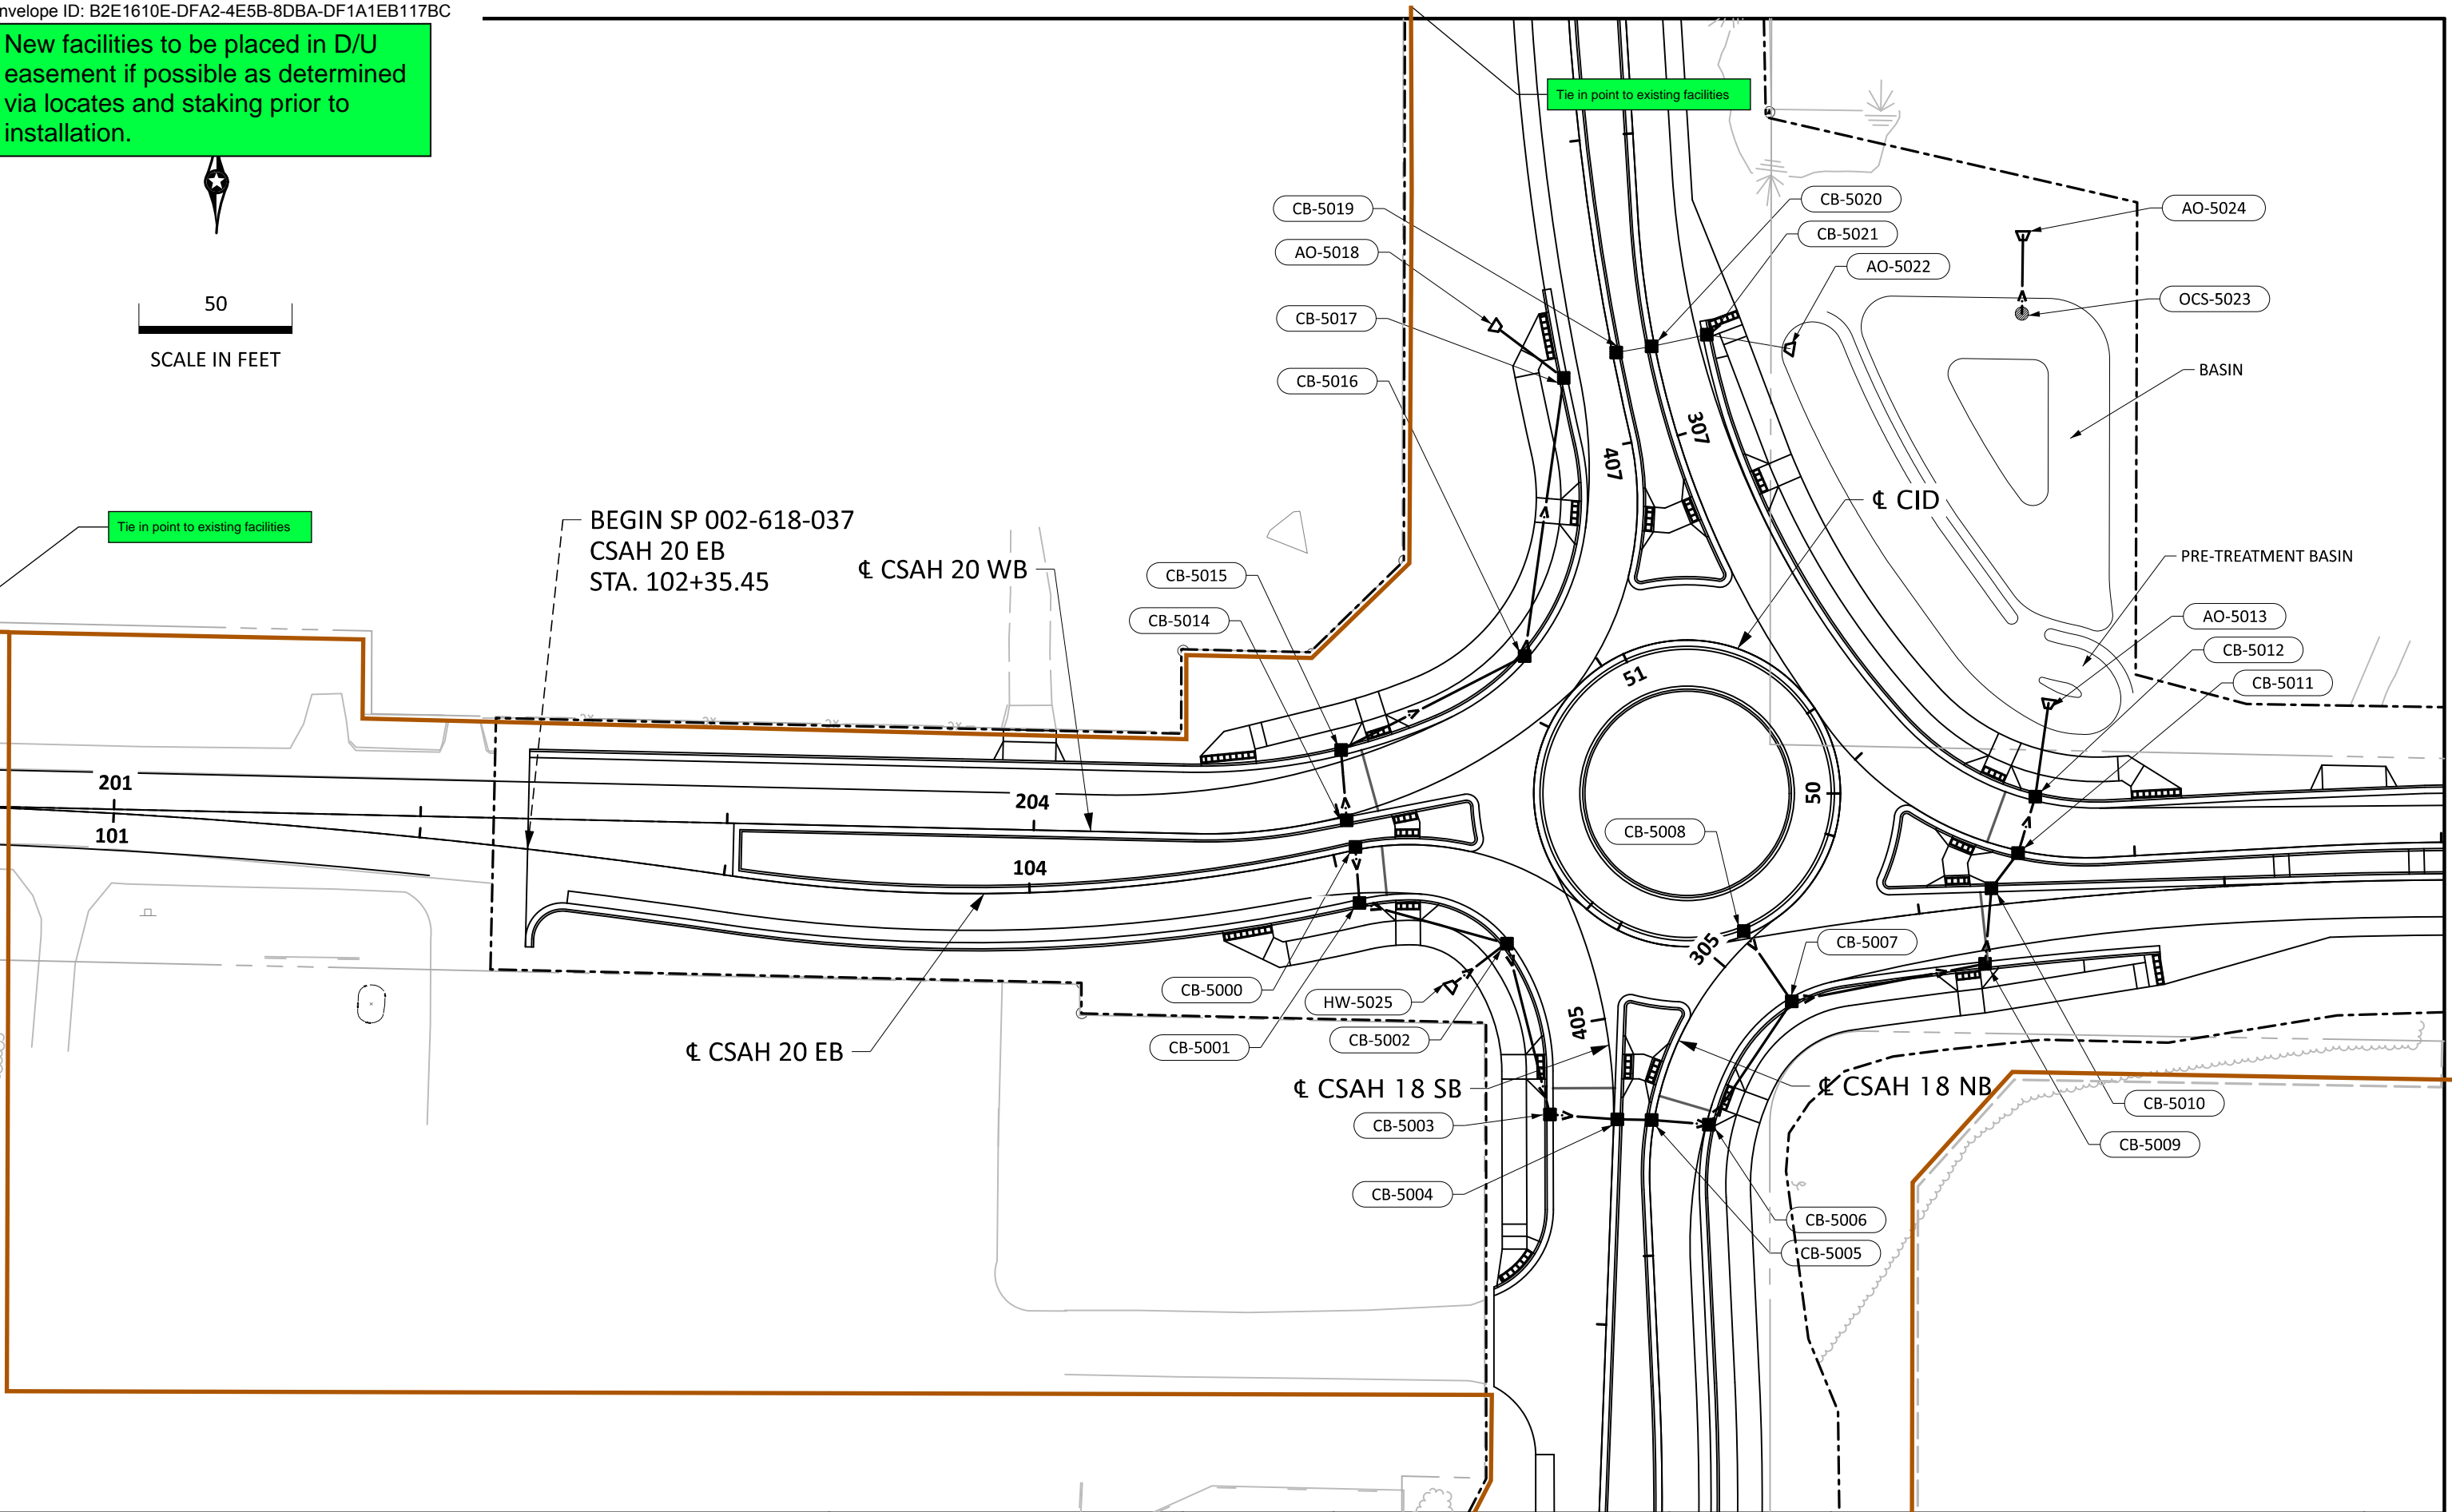 nvelope ID: B2E1610E-DFA2-4E5B-8DBA-DF1A1EB117BC
New facilities to be placed in D/U
easement if possible as determined
via locates and staking prior to
installation.
Tie in point to existing facilities
50
SCALE IN FEET
CB-5019
AO-5018
CB-5017
CB-5016
CB-5020
CB-5021
AO-5022
AO-5024
OCS-5023
BASIN
307
407
℄ CID
Tie in point to existing facilities
BEGIN SP 002-618-037
CSAH 20 EB
STA. 102+35.45
℄ CSAH 20 WB
CB-5015
CB-5014
PRE-TREATMENT BASIN
AO-5013
CB-5012
CB-5011
51
50
201
101
204
104
CB-5008
305
CB-5007
CB-5000
HW-5025
CB-5001
CB-5002
405
℄ CSAH 20 EB
℄ CSAH 18 SB
℄ CSAH 18 NB
CB-5003
CB-5010
CB-5009
CB-5004
CB-5006
CB-5005